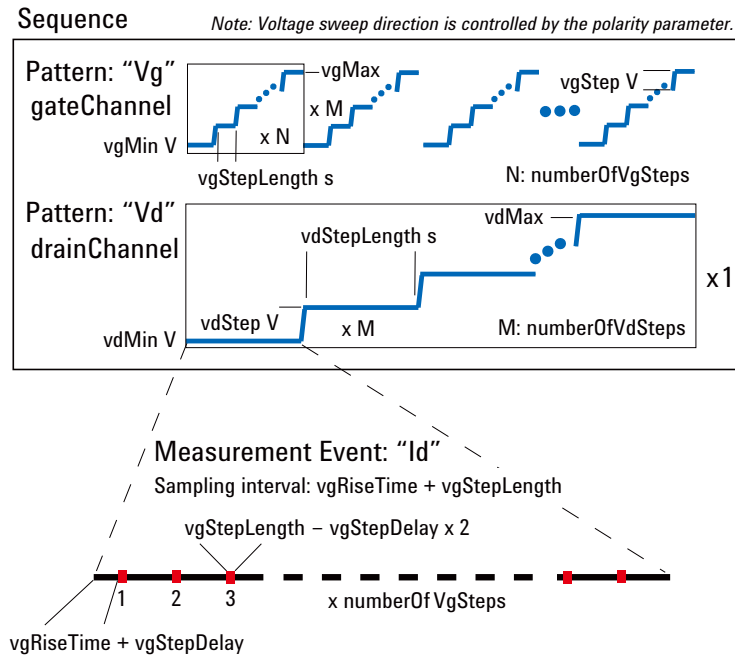 Sequence
Note: Voltage sweep direction is controlled by the polarity parameter.
Pattern: “Vg”
gateChannel
vgMax
vgStep V
x M
x N
vgMin V
vgStepLength s
N: numberOfVgSteps
Pattern: “Vd”
drainChannel
vdMax
vdStepLength s
x1
vdStep V
x M
M: numberOfVdSteps
vdMin V
Measurement Event: “Id”
Sampling interval: vgRiseTime + vgStepLength
vgStepLength – vgStepDelay x 2
1 2 3
x numberOf VgSteps
vgRiseTime + vgStepDelay